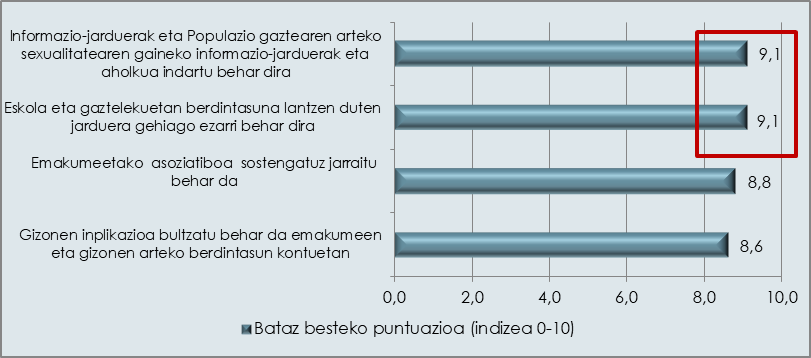 Informazio-jarduerak eta Populazio gaztearen arteko
sexualitatearen gaineko informazio-jarduerak eta
aholkua indartu behar dira
9,1
Eskola eta gaztelekuetan berdintasuna lantzen duten
jarduera gehiago ezarri behar dira
9,1
Emakumeetako asoziatiboa sostengatuz jarraitu
behar da
8,8
Gizonen inplikazioa bultzatu behar da emakumeen
eta gizonen arteko berdintasun kontuetan
8,6
0,0 2,0 4,0 6,0 8,0 10,0
Bataz besteko puntuazioa (indizea 0-10)